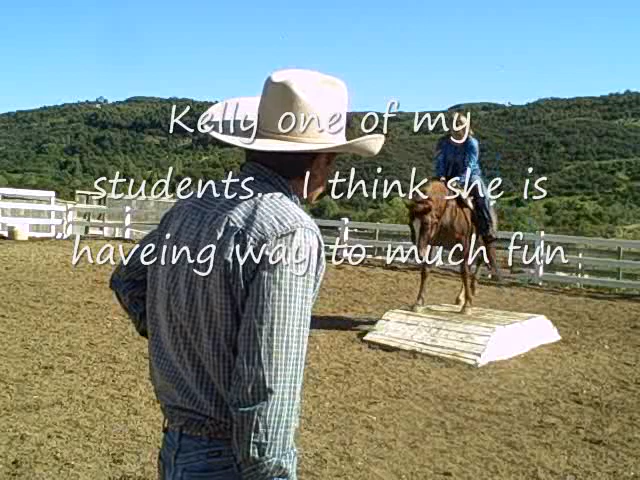 Kelly one of my
students... I think she is
haveing way to much fun